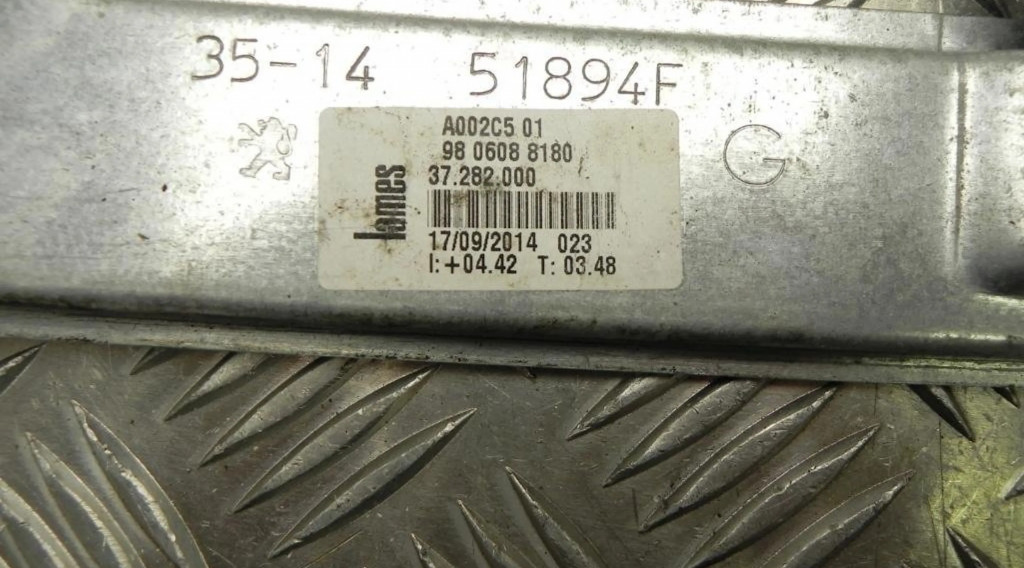 35-14 51894F
G
A002C5 01
98 0608 8180
37.282.000
lames
17/09/2014 023
I:+04.42 T: 03.48